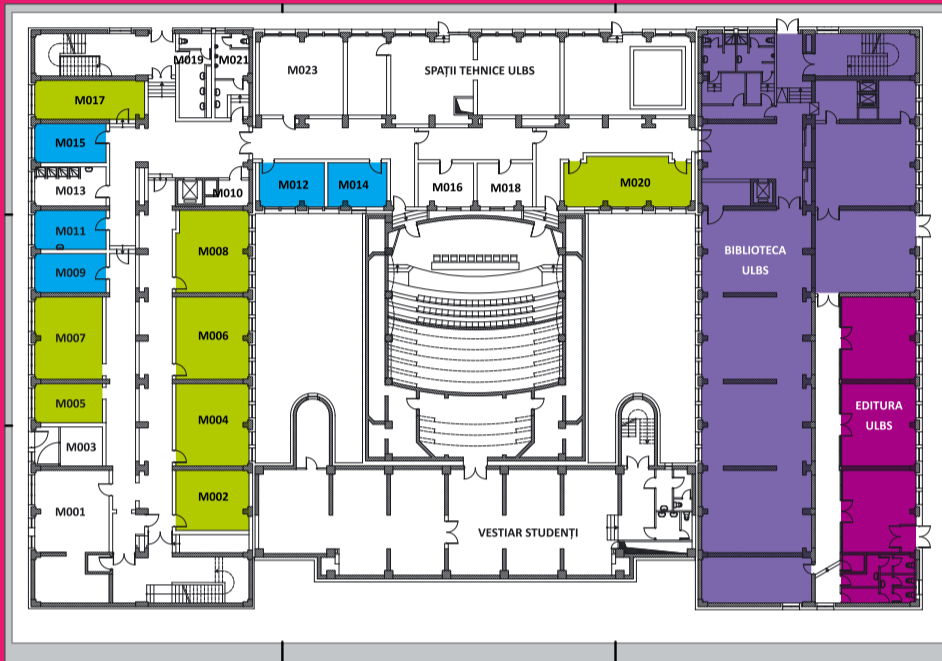 M019
M021
M023
SPAȚII TEHNICE ULBS
M017
M015
M013
M010
M012
M014
M016
M018
M020
M011
M008
BIBLIOTECA
ULBS
M009
M007
M006
M005
M004
EDITURA
ULBS
M003
M002
M001
VESTIAR STUDENȚI